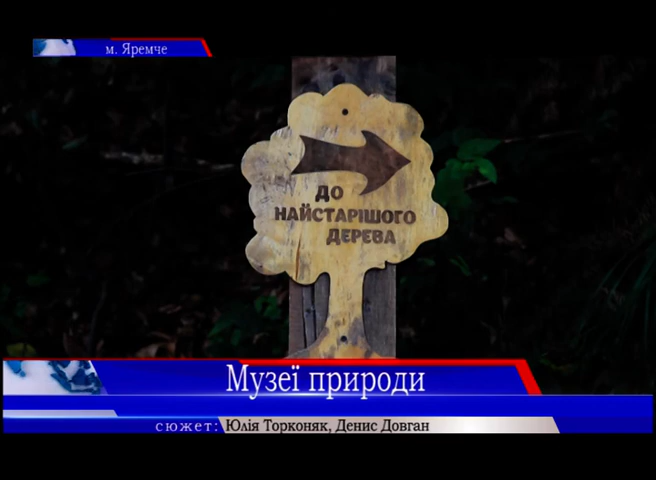 м. Яремче
ДО
НАЙСТАРІШОГО
ДЕРЕВА
Музеї природи
сюжет: Юлія Торконяк, Денис Довган